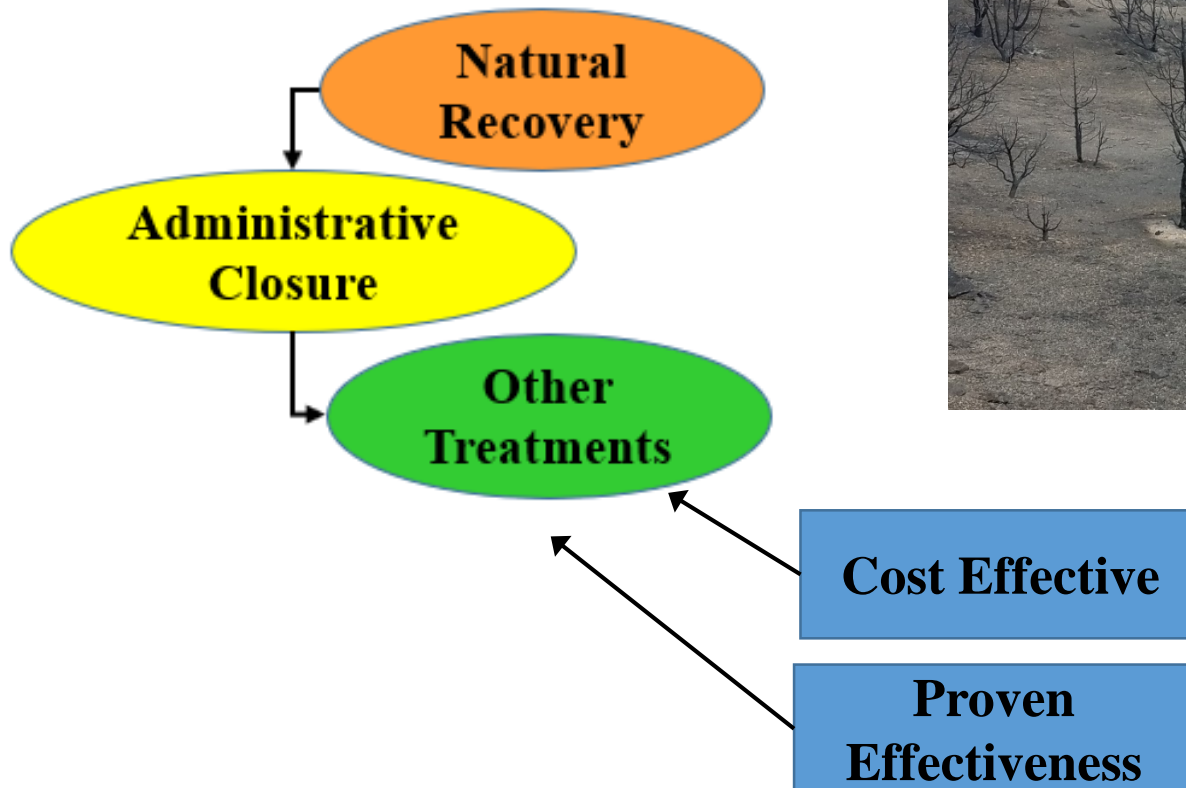 Natural
Recovery
Administrative
Closure
Other
Treatments
Cost Effective
Proven
Effectiveness